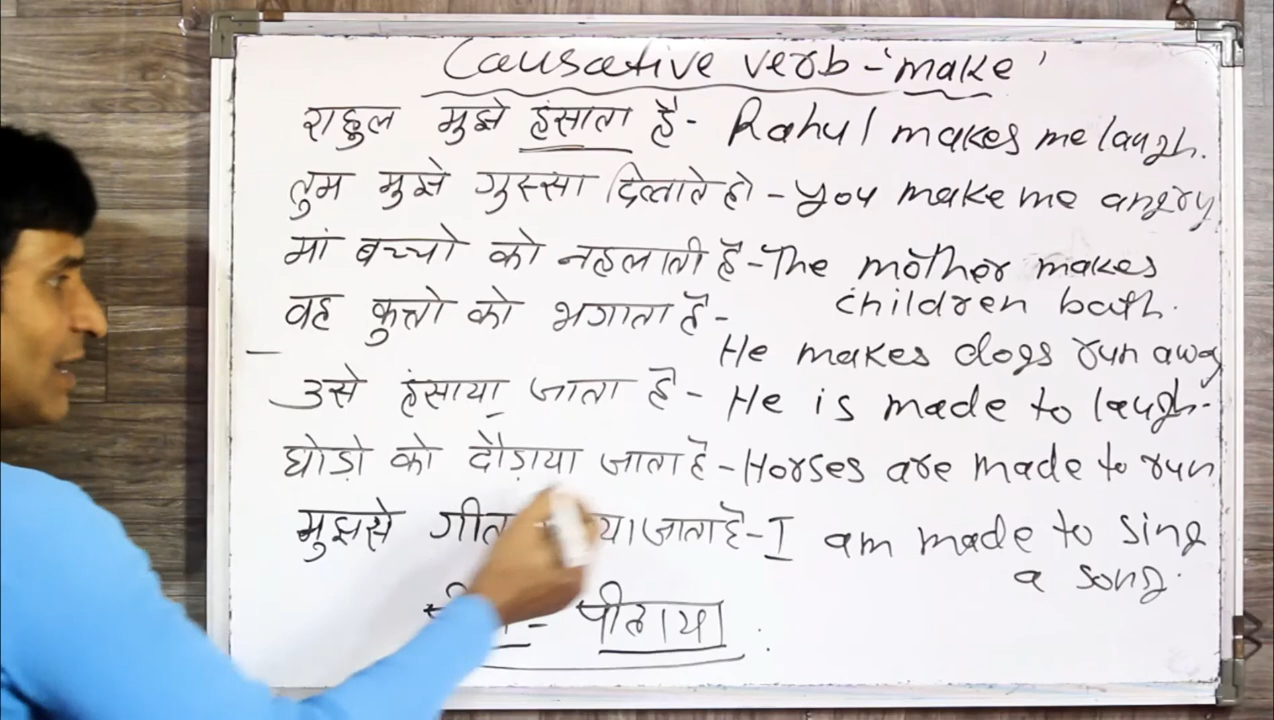 Causative verb - 'make'
राहुल मुझे हंसाता है - Rahul makes me laugh.
तुम मुझे गुस्सा दिलाते हो - you make me angry
मां बच्चो को नहलाती है - The mother makes
children bath.
वह कुत्तो को भगाता है -
He makes dogs run away
उसे हंसाया जाता है - He is made to laugh.
घोडो को दौड़ाया जाता है - Horses are made to run
मुझसे गीत या जाता है - I am made to sing
a song.
- पीलाया